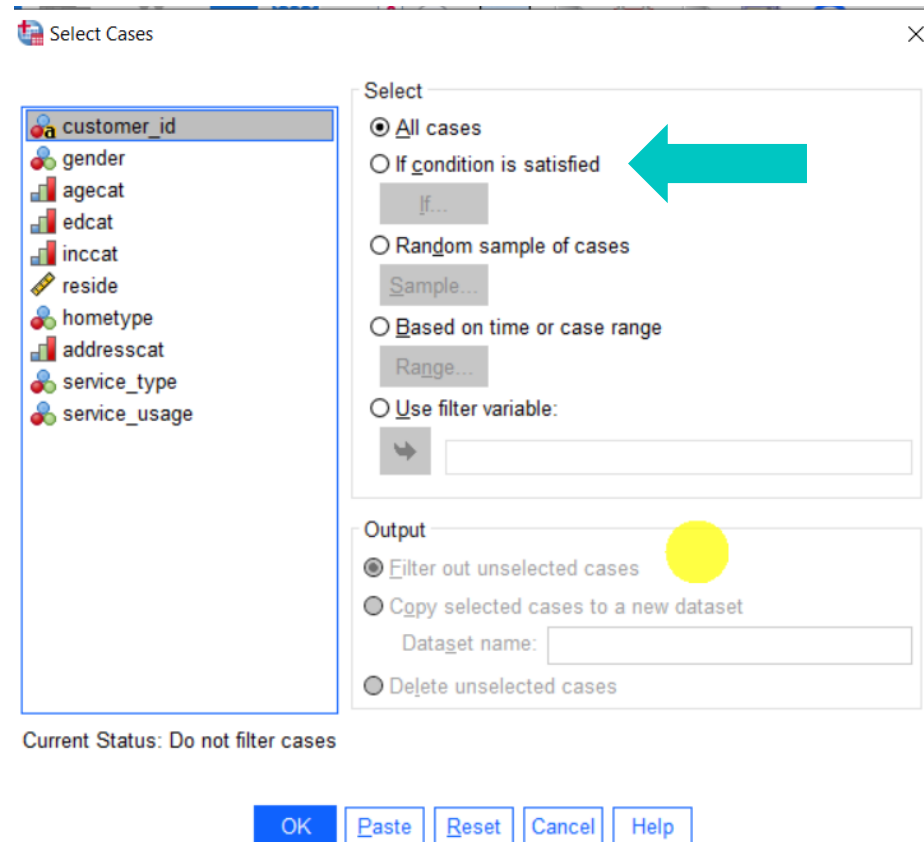 Select Cases
customer_id
gender
agecat
edcat
inccat
reside
hometype
addresscat
service_type
service_usage
Select
All cases
If condition is satisfied
If...
Random sample of cases
Sample...
Based on time or case range
Range...
Use filter variable:
Output
Filter out unselected cases
Copy selected cases to a new dataset
Dataset name:
Delete unselected cases
Current Status: Do not filter cases
OK Paste Reset Cancel Help